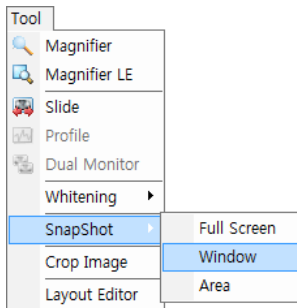 Tool
Magnifier
Magnifier LE
Slide
Profile
Dual Monitor
Whitening
SnapShot
Full Screen
Window
Area
Crop Image
Layout Editor